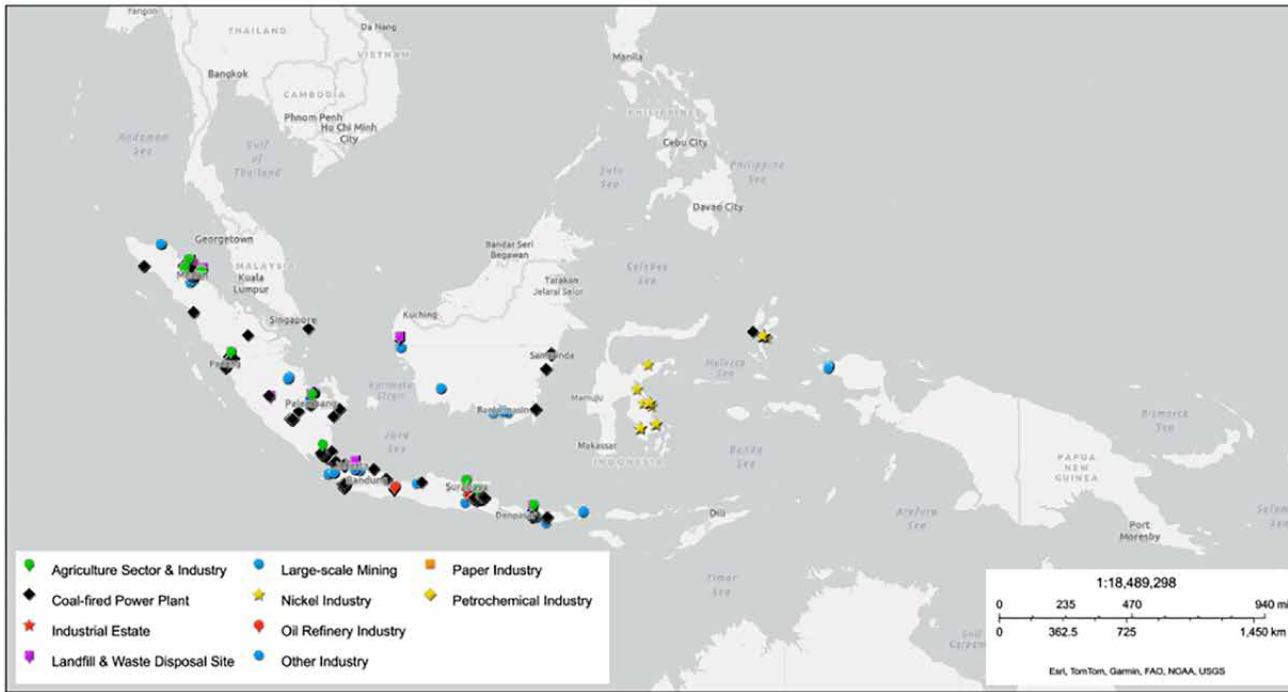 Yangon
THAILAND
Da Nang
VIETNAM
Manila
Bangkok
CAMBODIA
PHILIPPINES
Phnom Penh
Ho Chi Minh
City
Andaman
Sea
Gulf
of
Thailand
Cebu City
Sulu
Sea
Philippine
Sea
Davao City
Georgetown
MALAYSIA
Kuala
Lumpur
Medan
Bandar Seri
Begawan
Celebes
Sea
Tarakan
Jelarai Selor
Kuching
Singapore
Samarinda
Padang
Molucca
Sea
Karimata
Strait
Mamuju
Palembang
Banjarmasin
Java
Sea
Makassar
INDONESIA
Banda
Sea
Bismarck
Sea
PAPUA
NEW
GUINEA
Bandung
Surabaya
Denpasar
Dili
Arafura
Sea
Port
Moresby
Timor
Sea
Agriculture Sector & Industry
Coal-fired Power Plant
Industrial Estate
Landfill & Waste Disposal Site
Large-scale Mining
Nickel Industry
Oil Refinery Industry
Other Industry
Paper Industry
Petrochemical Industry
1:18,489,298
0 235 470 940 mi
0 362.5 725 1,450 km
Esri, TomTom, Garmin, FAO, NOAA, USGS